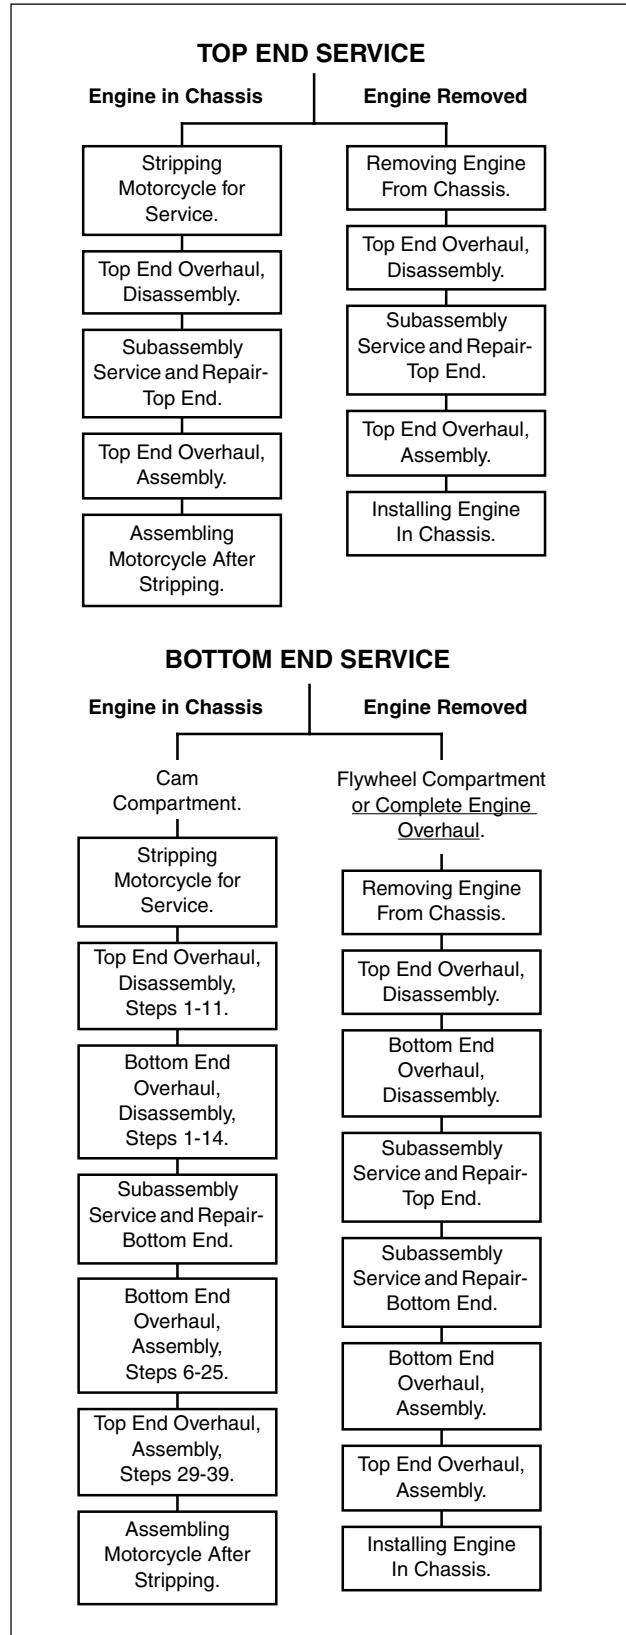 TOP END SERVICE
Engine in Chassis
Stripping
Motorcycle for
Service.
Top End Overhaul,
Disassembly.
Subassembly
Service and Repair-
Top End.
Top End Overhaul,
Assembly.
Assembling
Motorcycle After
Stripping.
Engine Removed
Removing Engine
From Chassis.
Top End Overhaul,
Disassembly.
Subassembly
Service and Repair-
Top End.
Top End Overhaul,
Assembly.
Installing Engine
In Chassis.
BOTTOM END SERVICE
Engine in Chassis
Cam
Compartment.
Stripping
Motorcycle for
Service.
Top End Overhaul,
Disassembly,
Steps 1-11.
Bottom End
Overhaul,
Disassembly,
Steps 1-14.
Subassembly
Service and Repair-
Bottom End.
Bottom End
Overhaul,
Assembly,
Steps 6-25.
Top End Overhaul,
Assembly,
Steps 29-39.
Assembling
Motorcycle After
Stripping.
Engine Removed
Flywheel Compartment
or Complete Engine
Overhaul.
Removing Engine
From Chassis.
Top End Overhaul,
Disassembly.
Bottom End
Overhaul,
Disassembly.
Subassembly
Service and Repair-
Top End.
Subassembly
Service and Repair-
Bottom End.
Bottom End
Overhaul,
Assembly.
Top End Overhaul,
Assembly.
Installing Engine
In Chassis.